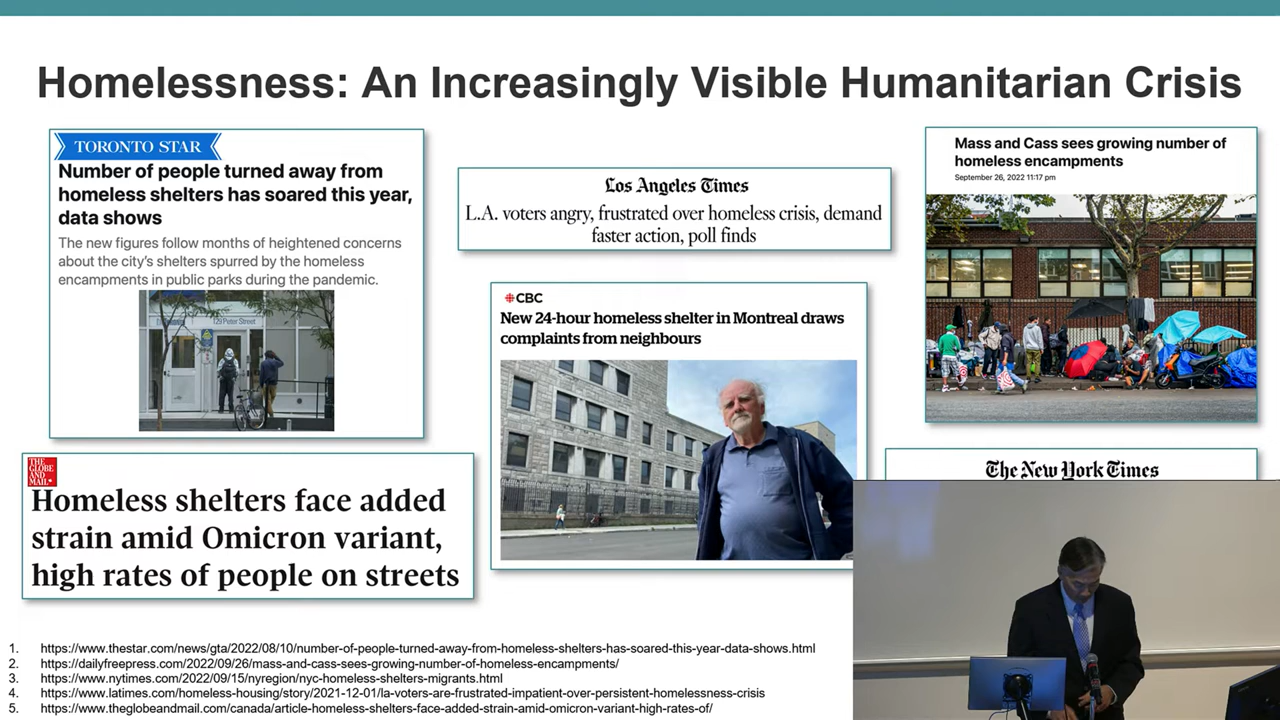 Homelessness: An Increasingly Visible Humanitarian Crisis
TORONTO STAR
Number of people turned away from
homeless shelters has soared this year,
data shows
The new figures follow months of heightened concerns
about the city's shelters spurred by the homeless
encampments in public parks during the pandemic.
129 Peter Street
Los Angeles Times
L.A. voters angry, frustrated over homeless crisis, demand
faster action, poll finds
Mass and Cass sees growing number of
homeless encampments
September 26, 2022 11:17 pm
CBC
New 24-hour homeless shelter in Montreal draws
complaints from neighbours
THE
GLOBE
AND
MAIL
Homeless shelters face added
strain amid Omicron variant,
high rates of people on streets
The New York Times
1. https://www.thestar.com/news/gta/2022/08/10/number-of-people-turned-away-from-homeless-shelters-has-soared-this-year-data-shows.html
2. https://dailyfreepress.com/2022/09/26/mass-and-cass-sees-growing-number-of-homeless-encampments/
3. https://www.nytimes.com/2022/09/15/nyregion/nyc-homeless-shelters-migrants.html
4. https://www.latimes.com/homeless-housing/story/2021-12-01/la-voters-are-frustrated-impatient-over-persistent-homelessness-crisis
5. https://www.theglobeandmail.com/canada/article-homeless-shelters-face-added-strain-amid-omicron-variant-high-rates-of/